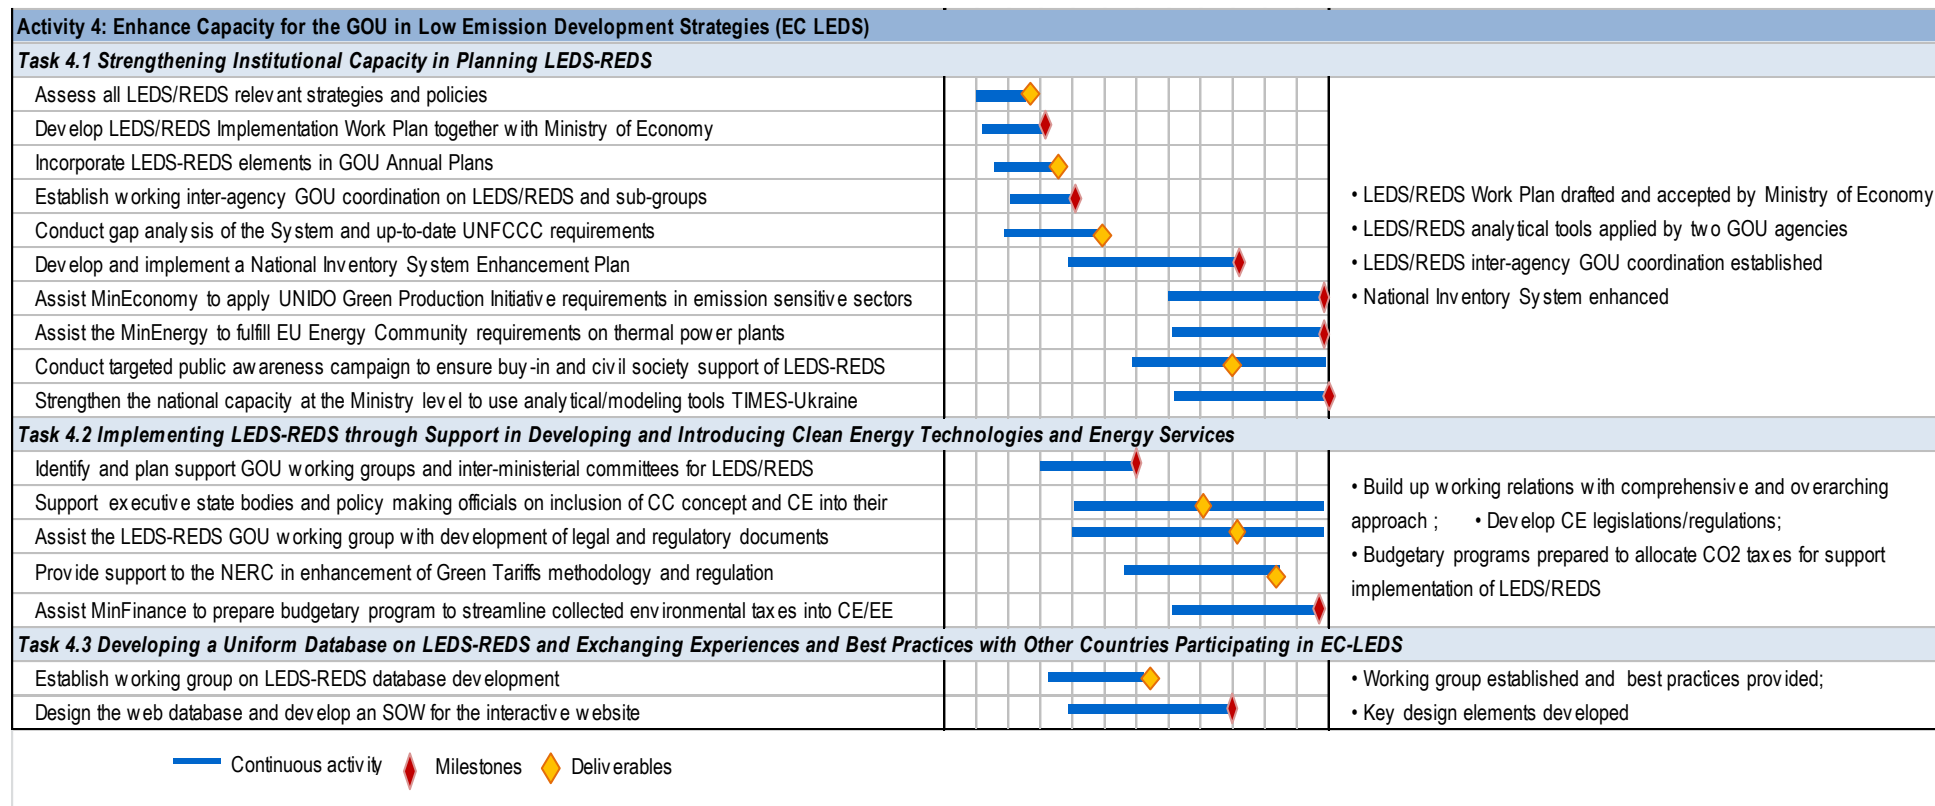 Activity 4: Enhance Capacity for the GOU in Low Emission Development Strategies (EC LEDS)
Task 4.1 Strengthening Institutional Capacity in Planning LEDS-REDS
Assess all LEDS/REDS relevant strategies and policies
Develop LEDS/REDS Implementation Work Plan together with Ministry of Economy
Incorporate LEDS-REDS elements in GOU Annual Plans
Establish working inter-agency GOU coordination on LEDS/REDS and sub-groups
Conduct gap analysis of the System and up-to-date UNFCCC requirements
Develop and implement a National Inventory System Enhancement Plan
Assist MinEconomy to apply UNIDO Green Production Initiative requirements in emission sensitive sectors
Assist the MinEnergy to fulfill EU Energy Community requirements on thermal power plants
Conduct targeted public awareness campaign to ensure buy-in and civil society support of LEDS-REDS
Strengthen the national capacity at the Ministry level to use analytical/modeling tools TIMES-Ukraine
• LEDS/REDS Work Plan drafted and accepted by Ministry of Economy
• LEDS/REDS analytical tools applied by two GOU agencies
• LEDS/REDS inter-agency GOU coordination established
• National Inventory System enhanced
Task 4.2 Implementing LEDS-REDS through Support in Developing and Introducing Clean Energy Technologies and Energy Services
Identify and plan support GOU working groups and inter-ministerial committees for LEDS/REDS
Support executive state bodies and policy making officials on inclusion of CC concept and CE into their
Assist the LEDS-REDS GOU working group with development of legal and regulatory documents
Provide support to the NERC in enhancement of Green Tariffs methodology and regulation
Assist MinFinance to prepare budgetary program to streamline collected environmental taxes into CE/EE
• Build up working relations with comprehensive and overarching
approach ; • Develop CE legislations/regulations;
• Budgetary programs prepared to allocate CO2 taxes for support
implementation of LEDS/REDS
Task 4.3 Developing a Uniform Database on LEDS-REDS and Exchanging Experiences and Best Practices with Other Countries Participating in EC-LEDS
Establish working group on LEDS-REDS database development
Design the web database and develop an SOW for the interactive website
• Working group established and best practices provided;
• Key design elements developed
Continuous activity Milestones Deliverables